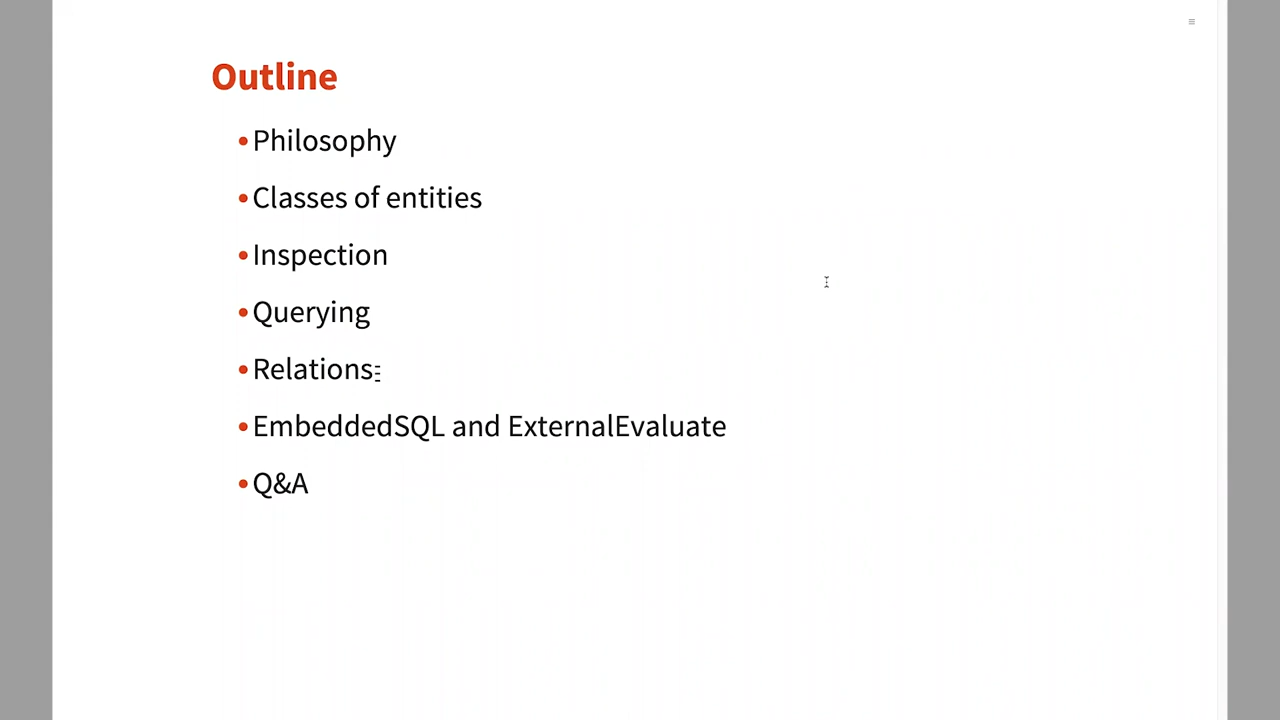 Outline
•Philosophy
•Classes of entities
•Inspection
•Querying
•Relations
•EmbeddedSQL and ExternalEvaluate
•Q&A